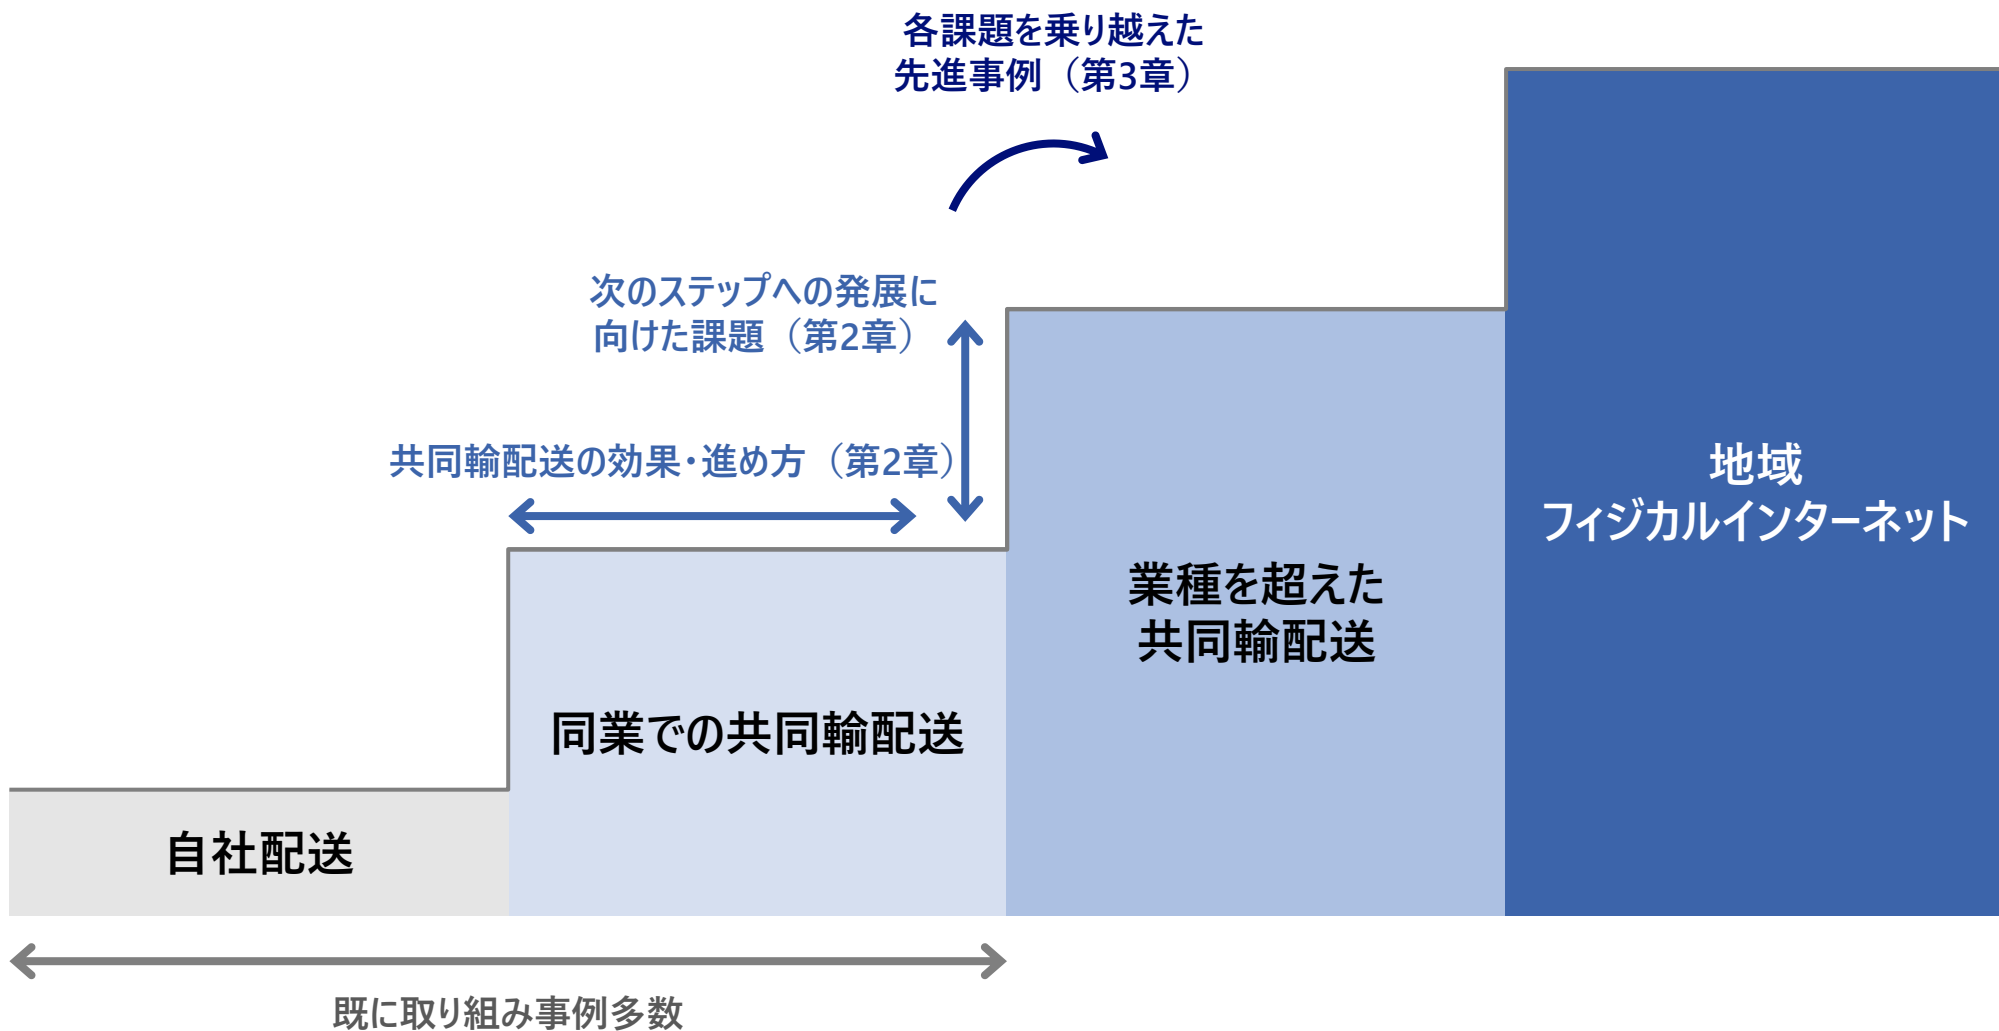 各課題を乗り越えた
先進事例（第3章）
次のステップへの発展に
向けた課題（第2章）
共同輸配送の効果・進め方（第2章）
地域
フィジカルインターネット
業種を超えた
共同輸配送
同業での共同輸配送
自社配送
既に取り組み事例多数